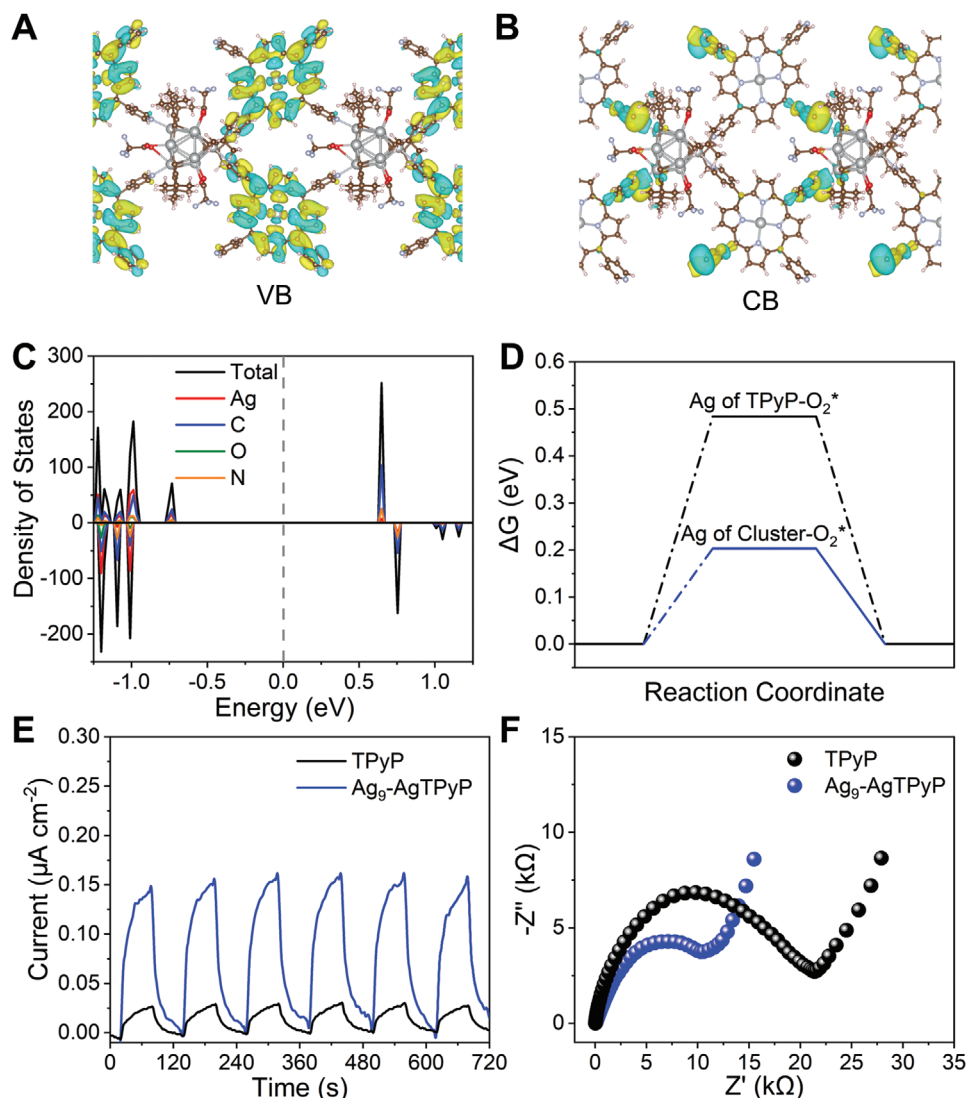 A
B
VB
CB
C
300
200
100
0
-100
-200
Density of States
Total
Ag
C
O
N
-1.0
-0.5
0.0
0.5
1.0
Energy (eV)
D
0.6
0.5
0.4
0.3
0.2
0.1
0.0
ΔG (eV)
Ag of TPyP-O₂*
Ag of Cluster-O₂*
Reaction Coordinate
E
0.30
0.25
0.20
0.15
0.10
0.05
0.00
Current (μA cm⁻²)
TPyP
Ag₉-AgTPyP
0
120
240
360
480
600
720
Time (s)
F
15
10
5
0
-Z" (kΩ)
TPyP
Ag₉-AgTPyP
0
5
10
15
20
25
30
35
Z' (kΩ)